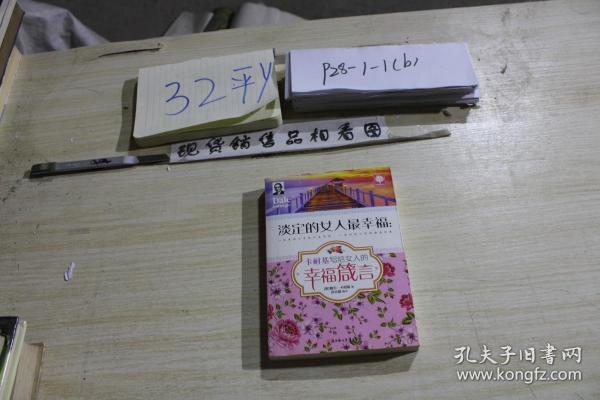 32平Y
P28-1-1(b)
现货销售品相看图
Dale
淡定的女人最幸福:
卡耐基写给女人的
幸福箴言
孔夫子旧书网
www.kongfz.com